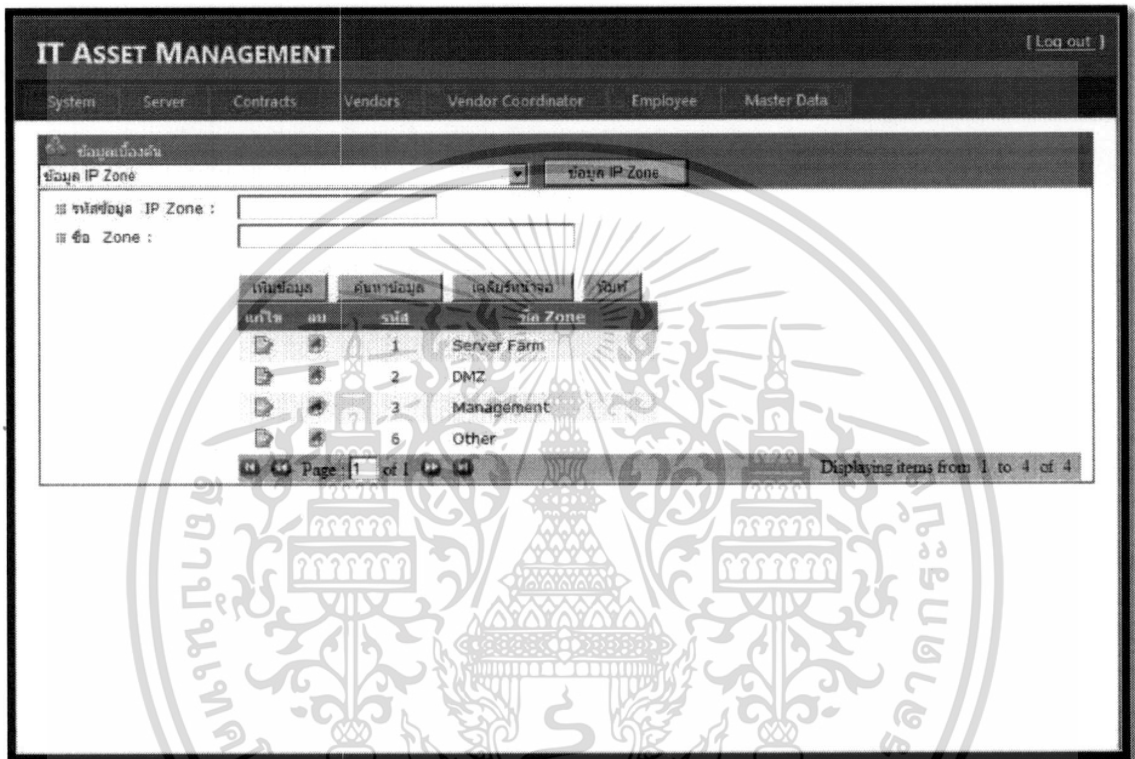 IT ASSET MANAGEMENT
[ Log out ]
System Server Contracts Vendors Vendor Coordinator Employee Master Data
ข้อมูลเบื้องต้น
ข้อมูล IP Zone ข้อมูล IP Zone
รหัสข้อมูล IP Zone :
ชื่อ Zone :
เพิ่มข้อมูล ค้นหาข้อมูล เคลียร์หน้าจอ พิมพ์
แก้ไข ลบ รหัส ชื่อ Zone
1 Server Farm
2 DMZ
3 Management
6 Other
Page : 1 of 1 Displaying items from 1 to 4 of 4